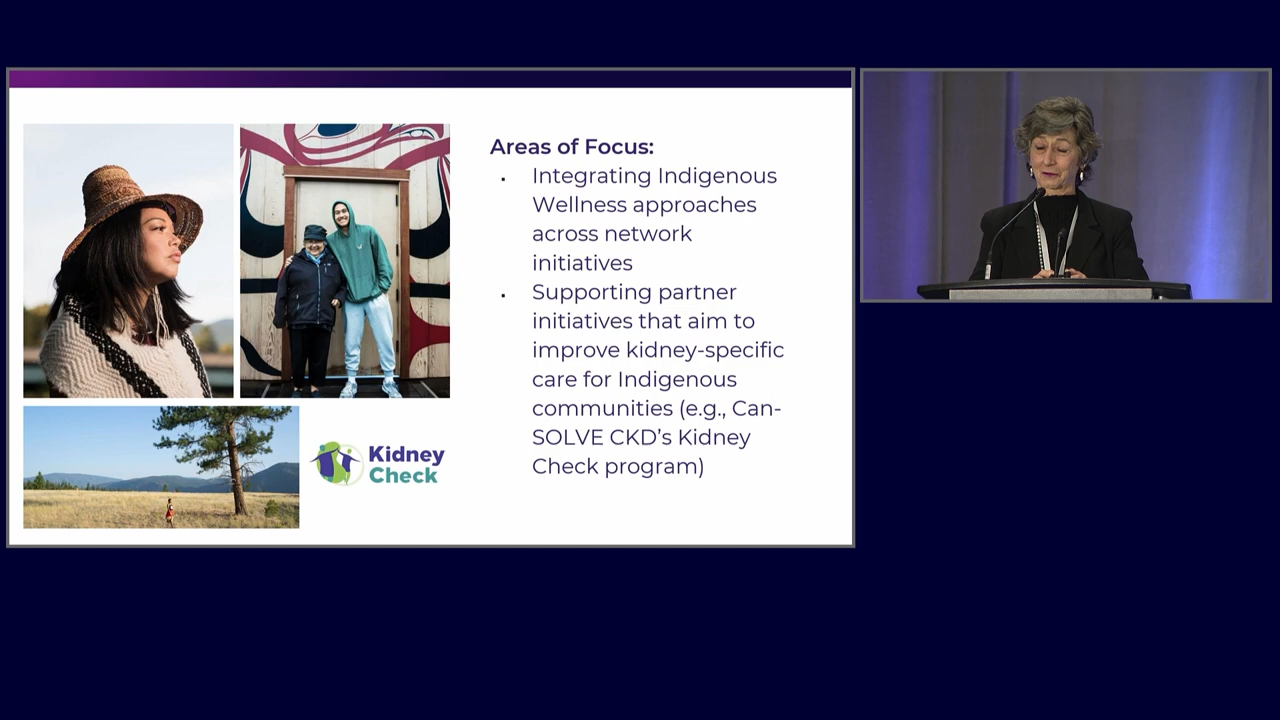 Areas of Focus:
▪ Integrating Indigenous
Wellness approaches
across network
initiatives
▪ Supporting partner
initiatives that aim to
improve kidney-specific
care for Indigenous
communities (e.g., Can-
SOLVE CKD’s Kidney
Check program)
Kidney
Check